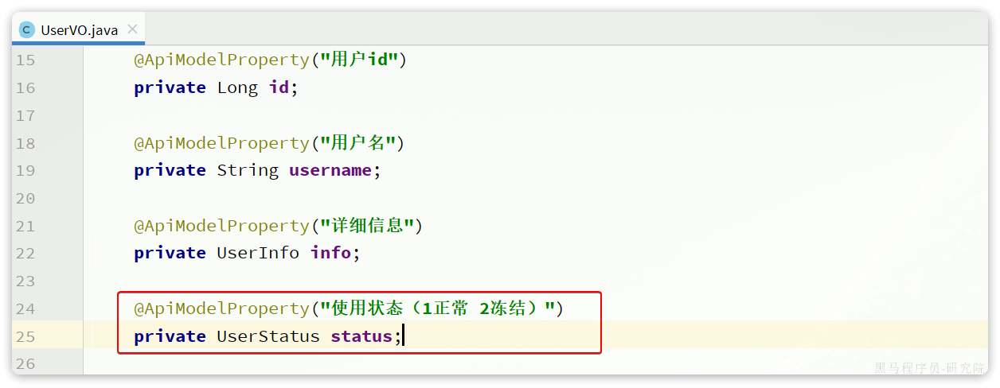 UserVO.java
15 @ApiModelProperty("用户id")
16 private Long id;
17
18 @ApiModelProperty("用户名")
19 private String username;
20
21 @ApiModelProperty("详细信息")
22 private UserInfo info;
23
24 @ApiModelProperty("使用状态（1正常 2冻结）")
25 private UserStatus status;
26
黑马程序员-研究院